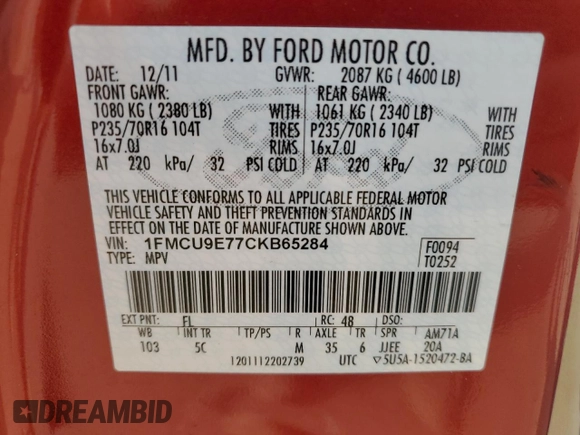 MFD. BY FORD MOTOR CO.
DATE: 12/11 GVWR: 2087 KG ( 4600 LB)
FRONT GAWR: REAR GAWR:
1080 KG ( 2380 LB) WITH 1061 KG ( 2340 LB) WITH
P235/70R16 104T TIRES P235/70R16 104T TIRES
16x7.0J RIMS 16x7.0J RIMS
AT 220 kPa/ 32 PSI COLD AT 220 kPa/ 32 PSI COLD
THIS VEHICLE CONFORMS TO ALL APPLICABLE FEDERAL MOTOR
VEHICLE SAFETY AND THEFT PREVENTION STANDARDS IN
EFFECT ON THE DATE OF MANUFACTURE SHOWN ABOVE.
VIN: 1FMCU9E77CKB65284 F0094
TYPE: MPV T0252
EXT PNT: FL RC: 48 DSO:
WB INT TR TP/PS R AXLE TR SPR AM71A
103 5C M 35 6 JJEE 20A
1201112202739 UTC ▽5U5A-1520472-BA
DREAMBID